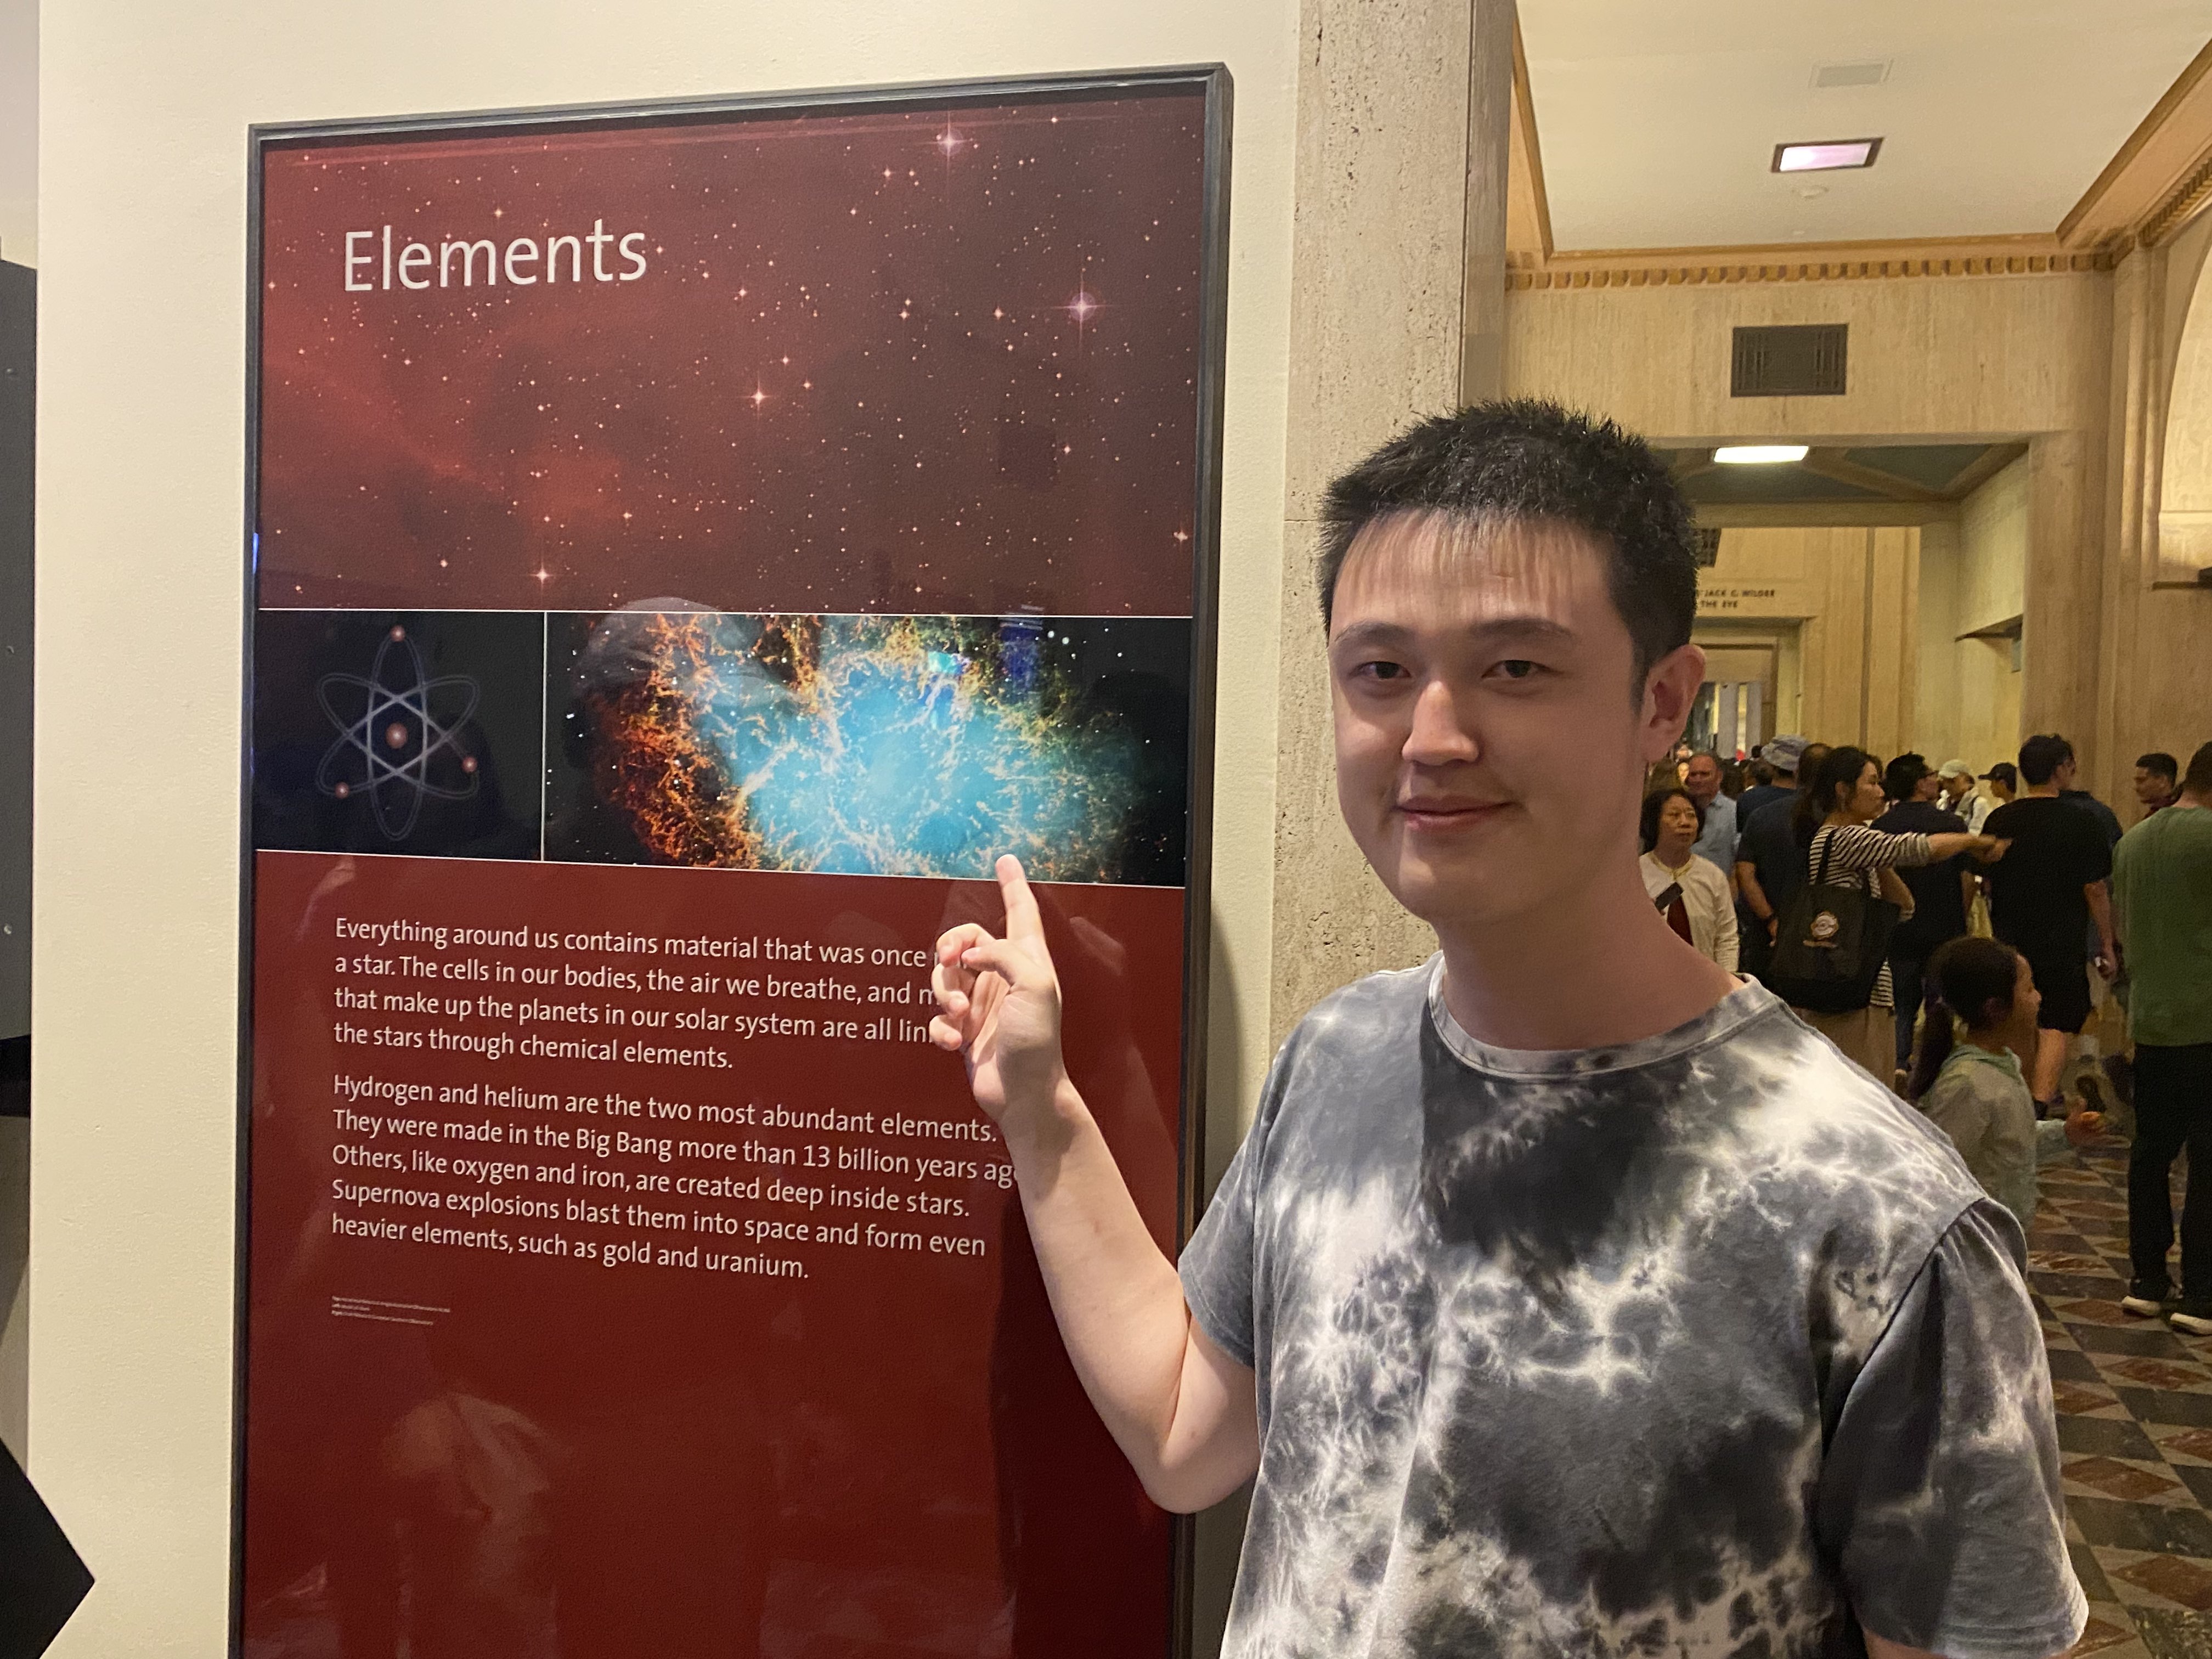 Elements
Everything around us contains material that was once
a star. The cells in our bodies, the air we breathe, and
that make up the planets in our solar system are all
the stars through chemical elements.
Hydrogen and helium are the two most abundant elements.
They were made in the Big Bang more than 13 billion years
Others, like oxygen and iron, are created deep inside stars.
Supernova explosions blast them into space and form even
heavier elements, such as gold and uranium.
JACK C. WILDER
THE EYE